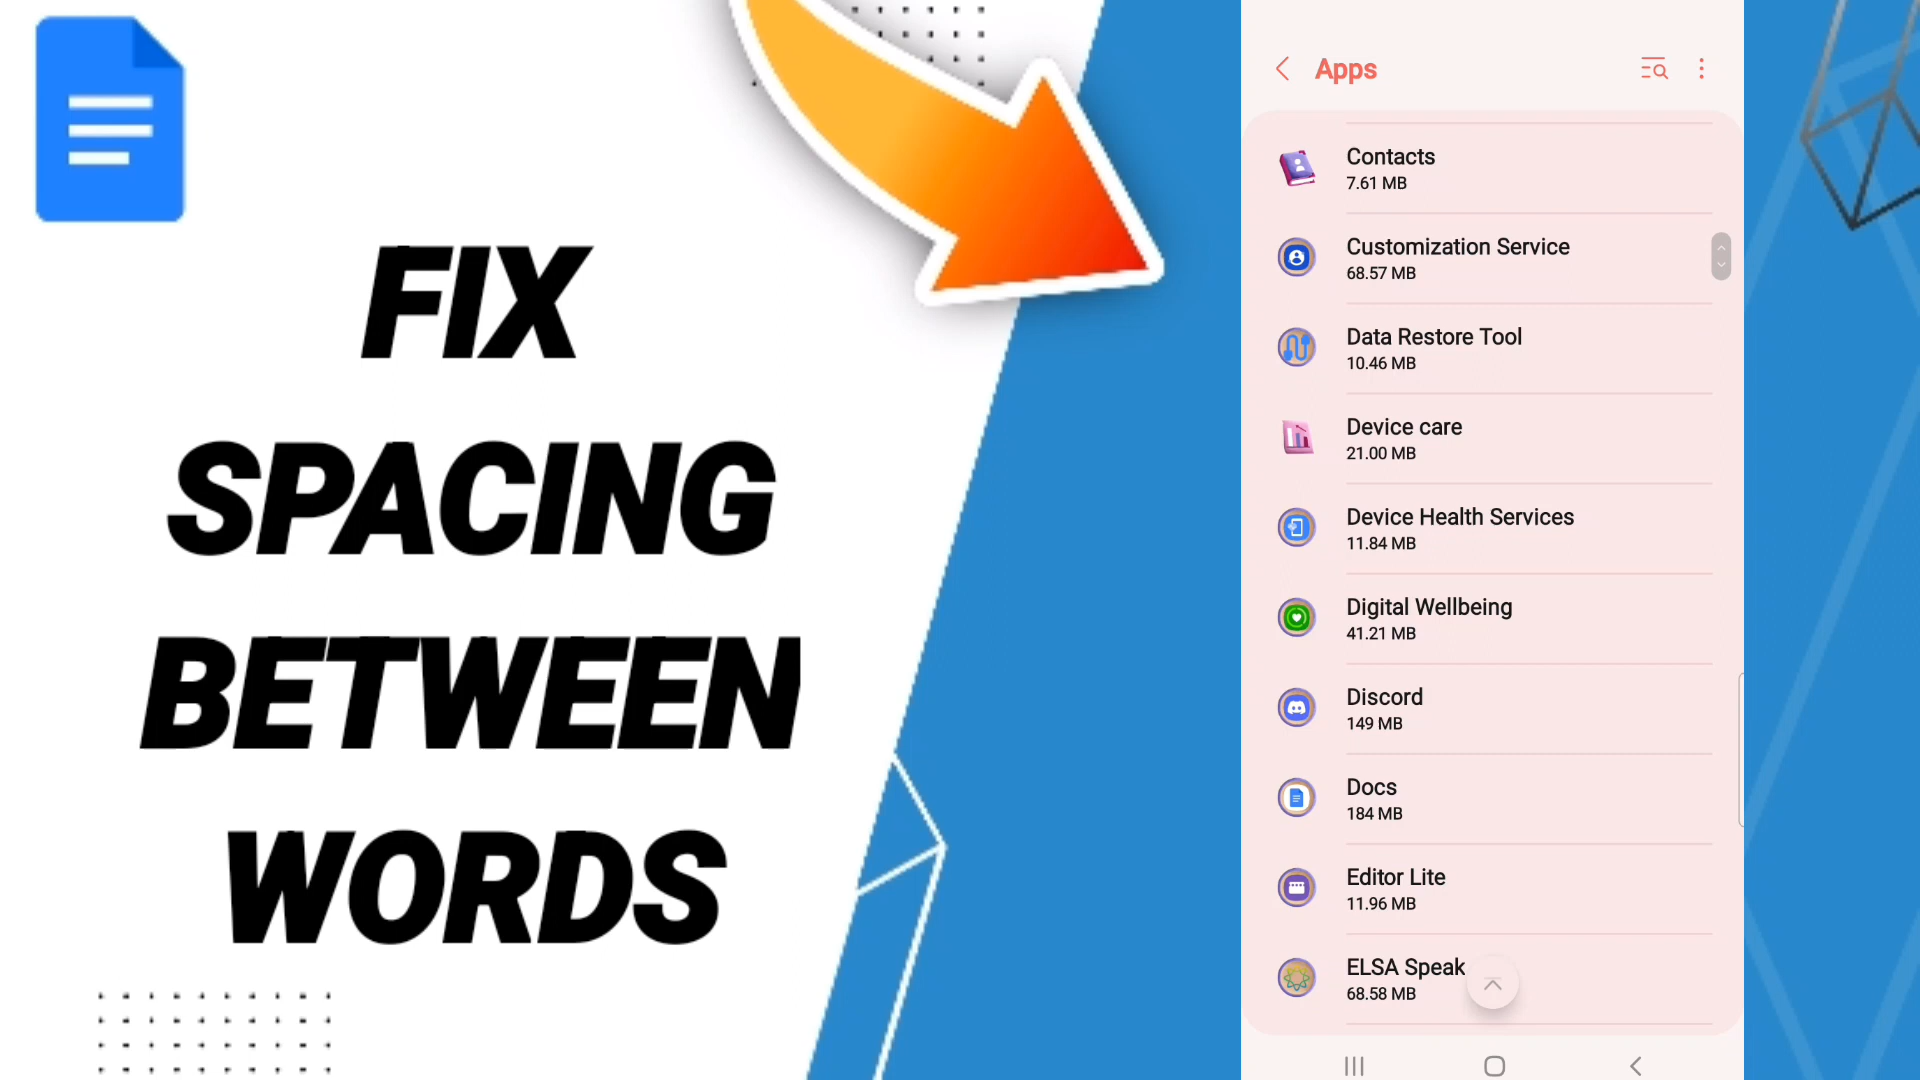 FIX
SPACING
BETWEEN
WORDS
Apps
Contacts
7.61 MB
Customization Service
68.57 MB
Data Restore Tool
10.46 MB
Device care
21.00 MB
Device Health Services
11.84 MB
Digital Wellbeing
41.21 MB
Discord
149 MB
Docs
184 MB
Editor Lite
11.96 MB
ELSA Speak
68.58 MB